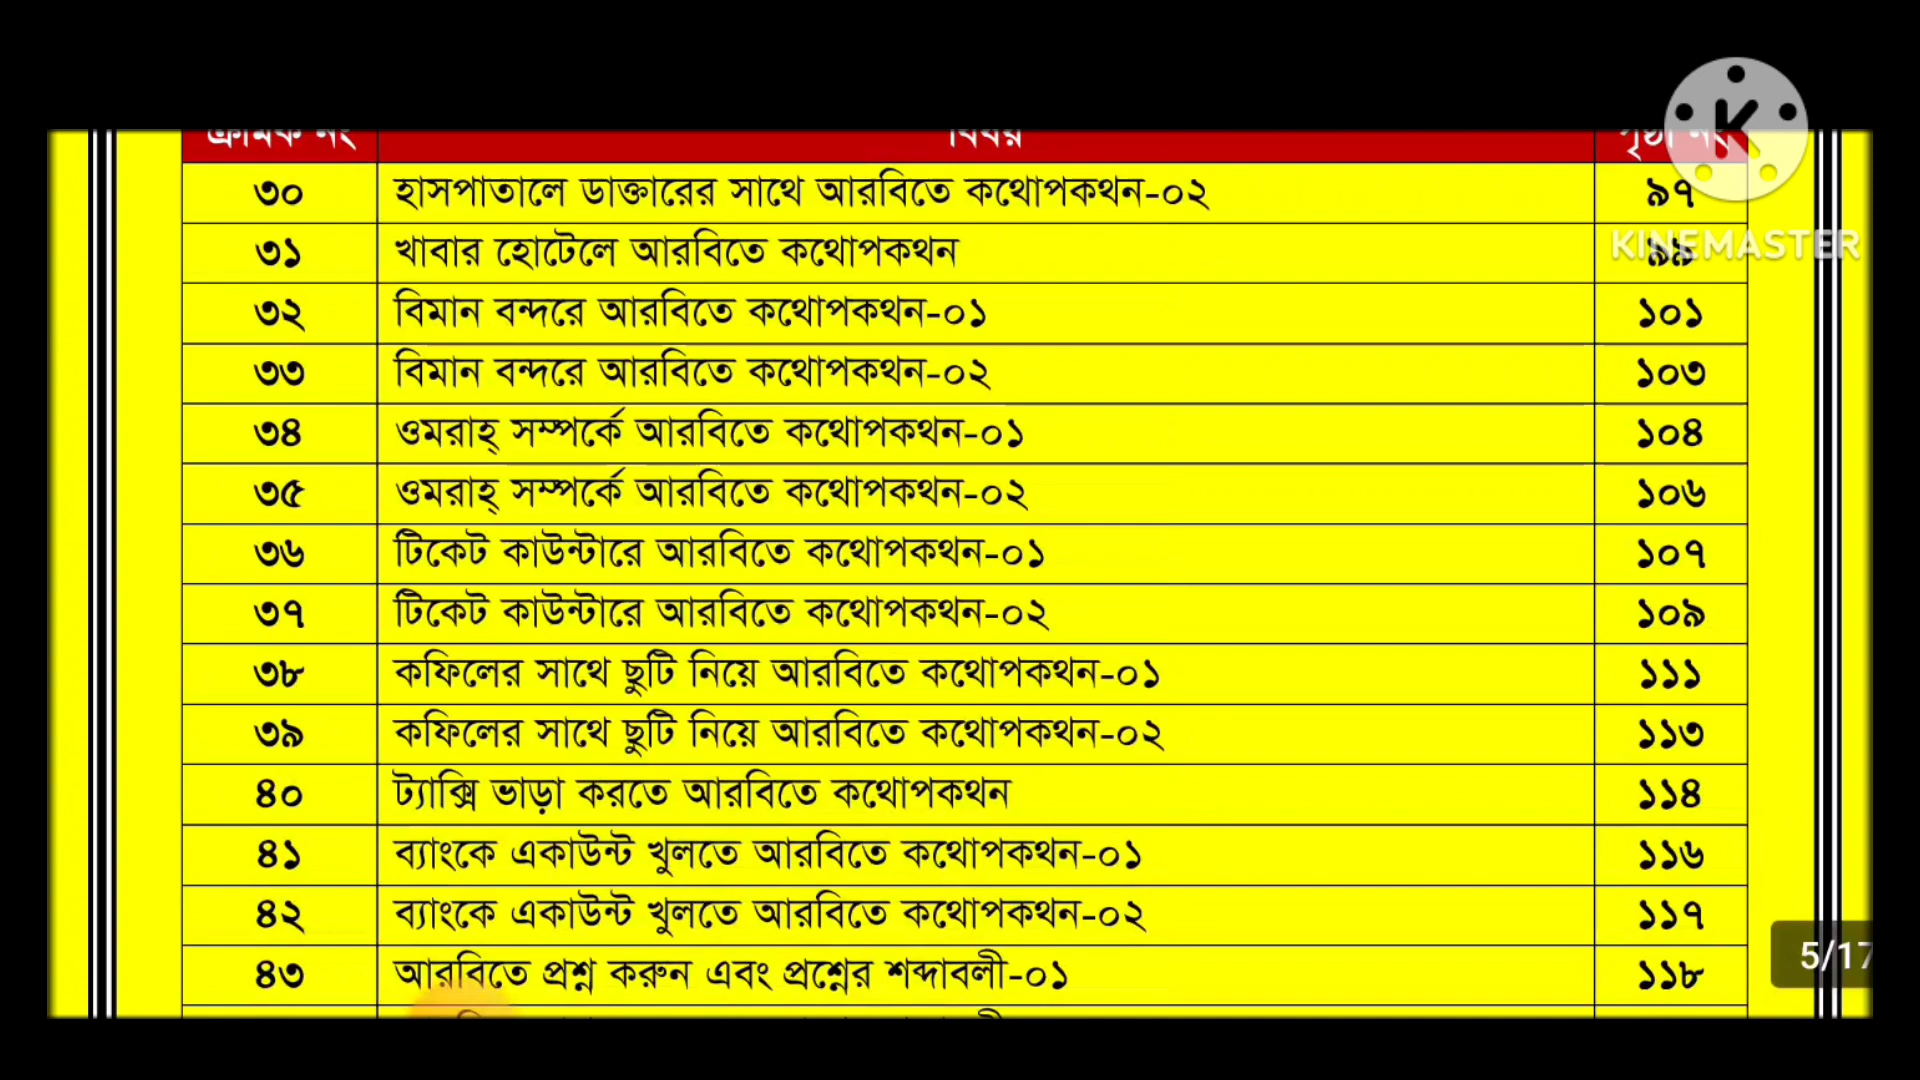 ক্রমিক নং বিষয় পৃষ্ঠা নং
৩০ হাসপাতালে ডাক্তারের সাথে আরবিতে কথোপকথন-০২ ৯৭
৩১ খাবার হোটেলে আরবিতে কথোপকথন ৯৯
৩২ বিমান বন্দরে আরবিতে কথোপকথন-০১ ১০১
৩৩ বিমান বন্দরে আরবিতে কথোপকথন-০২ ১০৩
৩৪ ওমরাহ্ সম্পর্কে আরবিতে কথোপকথন-০১ ১০৪
৩৫ ওমরাহ্ সম্পর্কে আরবিতে কথোপকথন-০২ ১০৬
৩৬ টিকেট কাউন্টারে আরবিতে কথোপকথন-০১ ১০৭
৩৭ টিকেট কাউন্টারে আরবিতে কথোপকথন-০২ ১০৯
৩৮ কফিলের সাথে ছুটি নিয়ে আরবিতে কথোপকথন-০১ ১১১
৩৯ কফিলের সাথে ছুটি নিয়ে আরবিতে কথোপকথন-০২ ১১৩
৪০ ট্যাক্সি ভাড়া করতে আরবিতে কথোপকথন ১১৪
৪১ ব্যাংকে একাউন্ট খুলতে আরবিতে কথোপকথন-০১ ১১৬
৪২ ব্যাংকে একাউন্ট খুলতে আরবিতে কথোপকথন-০২ ১১৭
৪৩ আরবিতে প্রশ্ন করুন এবং প্রশ্নের শব্দাবলী-০১ ১১৮
K
KINEMASTER
5/17